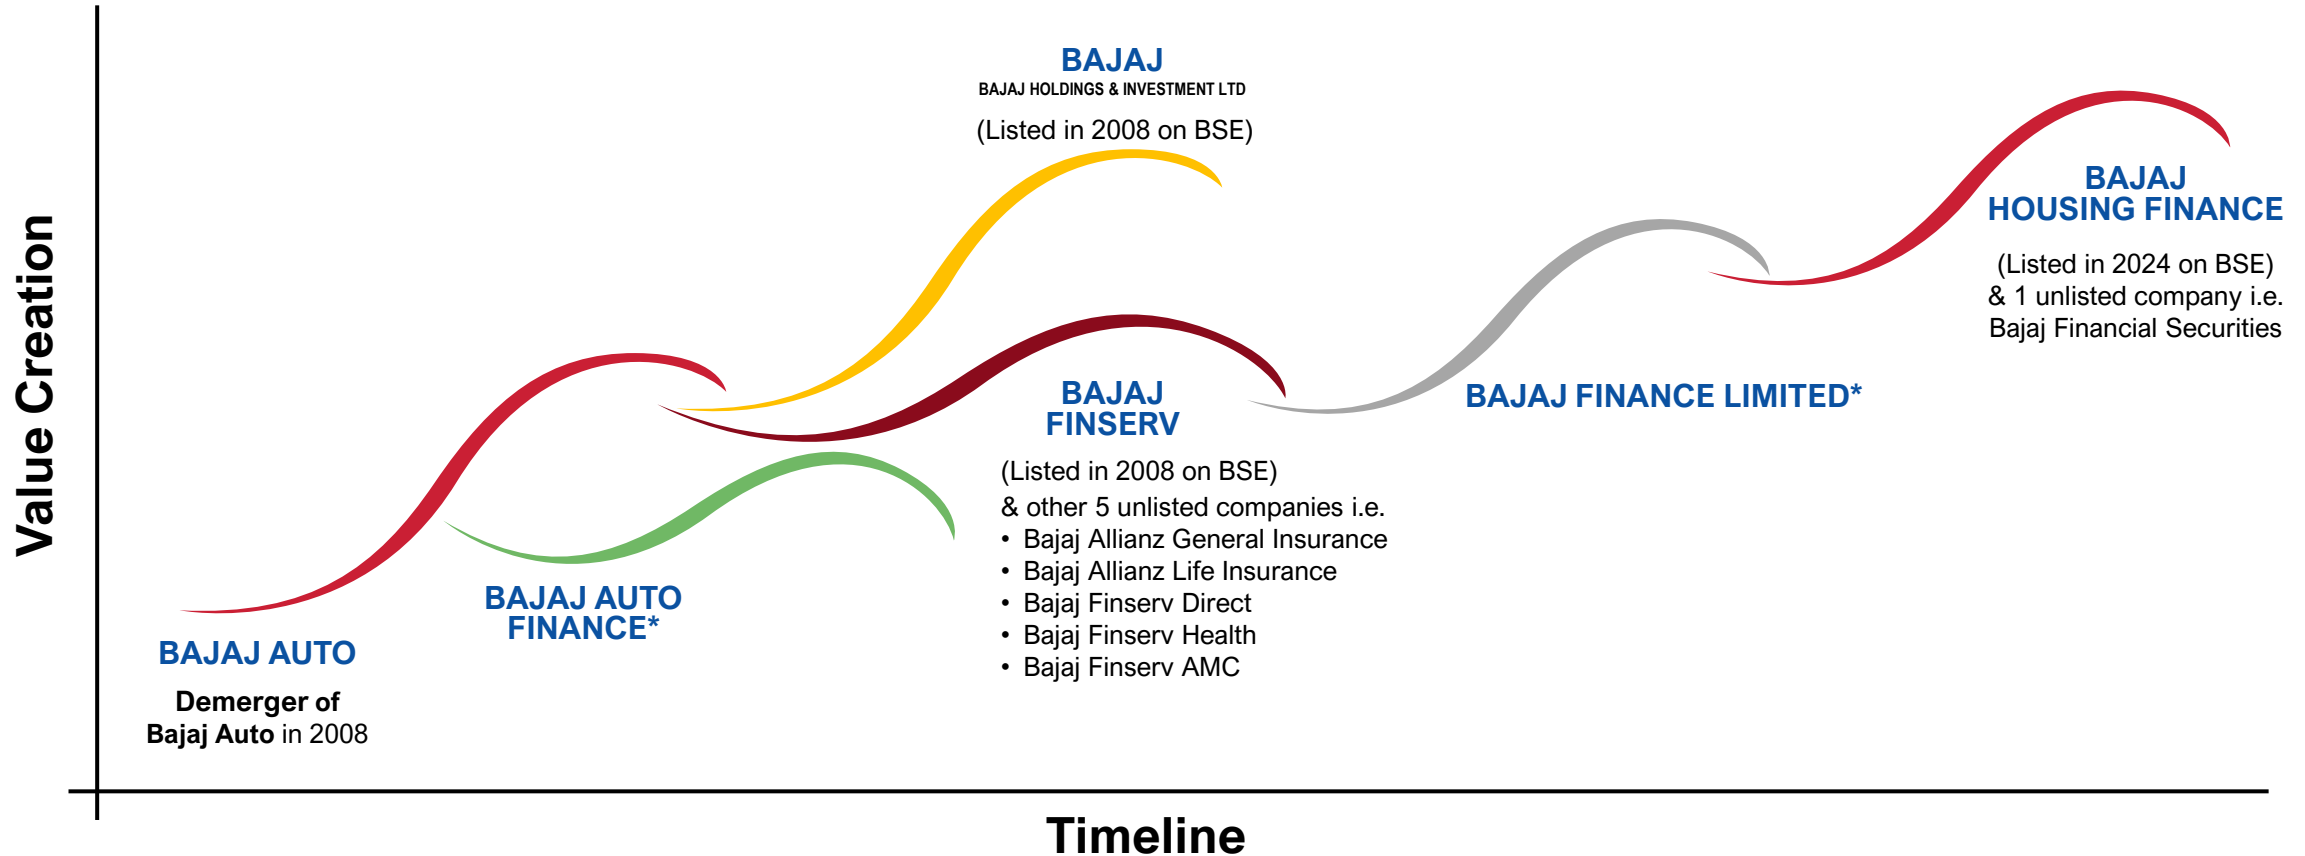 Value Creation
BAJAJ
BAJAJ HOLDINGS & INVESTMENT LTD
(Listed in 2008 on BSE)
BAJAJ
HOUSING FINANCE
(Listed in 2024 on BSE)
& 1 unlisted company i.e.
Bajaj Financial Securities
BAJAJ
FINSERV
(Listed in 2008 on BSE)
& other 5 unlisted companies i.e.
• Bajaj Allianz General Insurance
• Bajaj Allianz Life Insurance
• Bajaj Finserv Direct
• Bajaj Finserv Health
• Bajaj Finserv AMC
BAJAJ FINANCE LIMITED*
BAJAJ AUTO
FINANCE*
BAJAJ AUTO
Demerger of
Bajaj Auto in 2008
Timeline